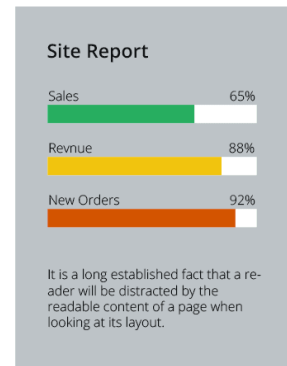 Site Report
Sales 65%
Revnue 88%
New Orders 92%
It is a long established fact that a re-
ader will be distracted by the
readable content of a page when
looking at its layout.